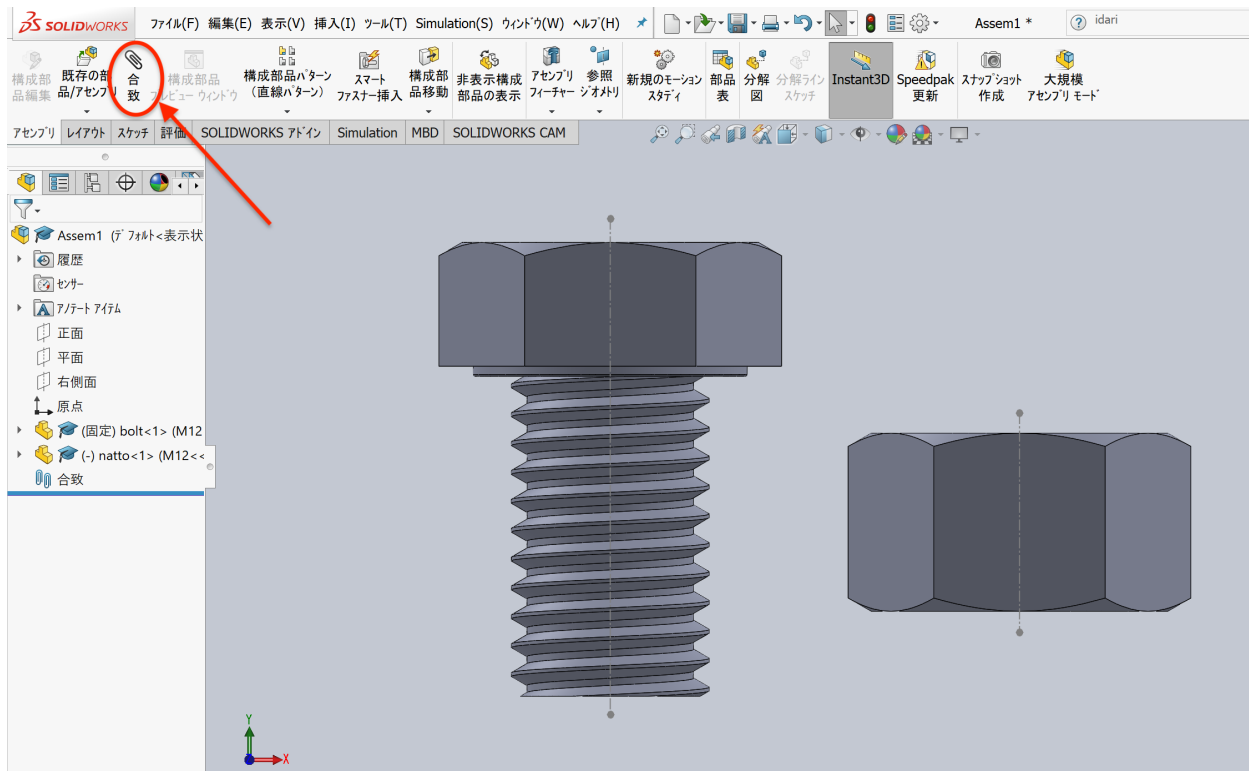 SOLIDWORKS ファイル(F) 編集(E) 表示(V) 挿入(I) ツール(T) Simulation(S) ウィンドウ(W) ヘルプ(H) Assem1 * idari
構成部
品編集
既存の部
品/アセンブリ
合
致
構成部品
プレビュー ウィンドウ
構成部品パターン
(直線パターン)
スマート
ファスナー挿入
構成部
品移動
非表示構成
部品の表示
アセンブリ
フィーチャー
参照
ジオメトリ
新規のモーション
スタディ
部品
表
分解
図
分解ライン
スケッチ
Instant3D
Speedpak
更新
スナップショット
作成
大規模
アセンブリ モード
アセンブリ レイアウト スケッチ 評価 SOLIDWORKS アドイン Simulation MBD SOLIDWORKS CAM
Assem1 (デフォルト<表示状
履歴
センサー
アノテート アイテム
正面
平面
右側面
原点
(固定) bolt<1> (M12
(-) natto<1> (M12<<
合致
Y
X